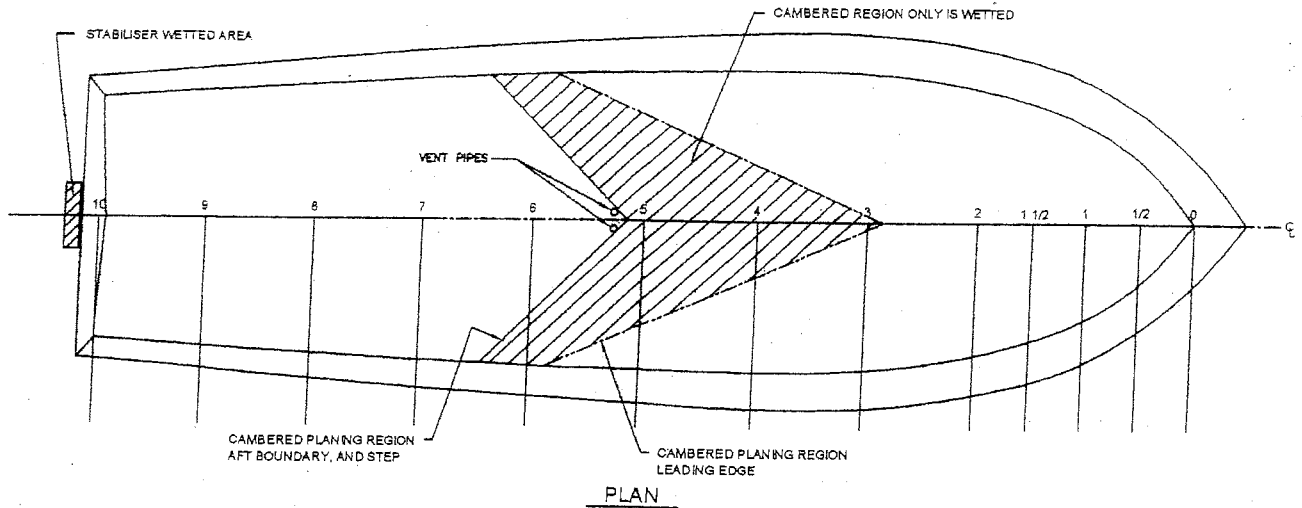 CAMBERED REGION ONLY IS WETTED
STABILISER WETTED AREA
VENT PIPES
10 9 8 7 6 5 4 3 2 1 1/2 1 1/2 0
℄
CAMBERED PLANING REGION
AFT BOUNDARY, AND STEP
CAMBERED PLANING REGION
LEADING EDGE
PLAN